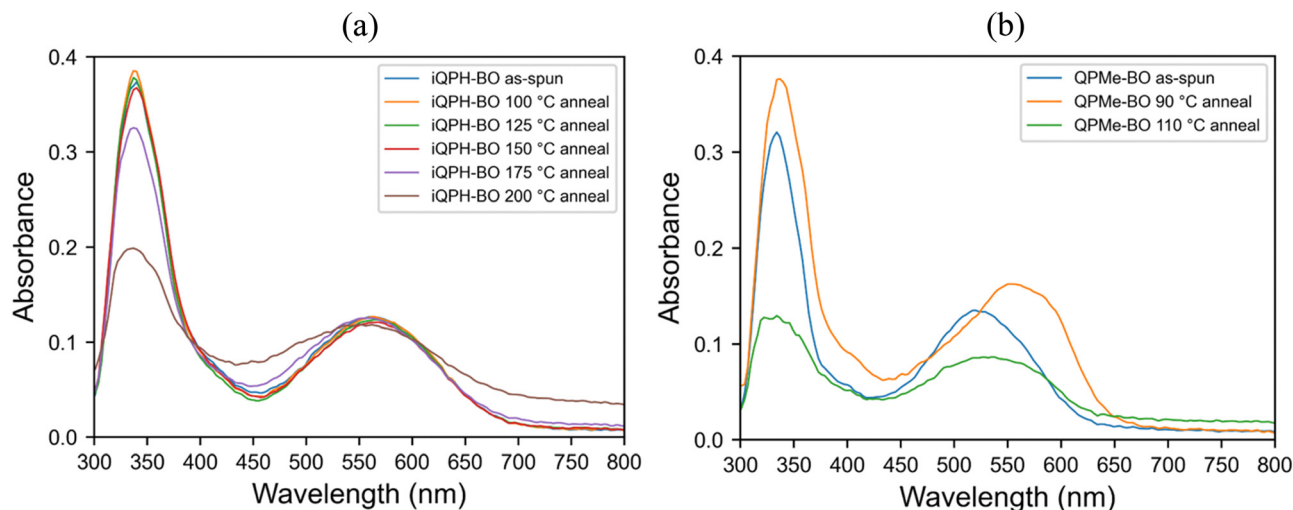 (a)
0.4
0.3
0.2
0.1
0.0
Absorbance
iQPH-BO as-spun
iQPH-BO 100 °C anneal
iQPH-BO 125 °C anneal
iQPH-BO 150 °C anneal
iQPH-BO 175 °C anneal
iQPH-BO 200 °C anneal
300 350 400 450 500 550 600 650 700 750 800
Wavelength (nm)
(b)
0.4
0.3
0.2
0.1
0.0
Absorbance
QPMe-BO as-spun
QPMe-BO 90 °C anneal
QPMe-BO 110 °C anneal
300 350 400 450 500 550 600 650 700 750 800
Wavelength (nm)